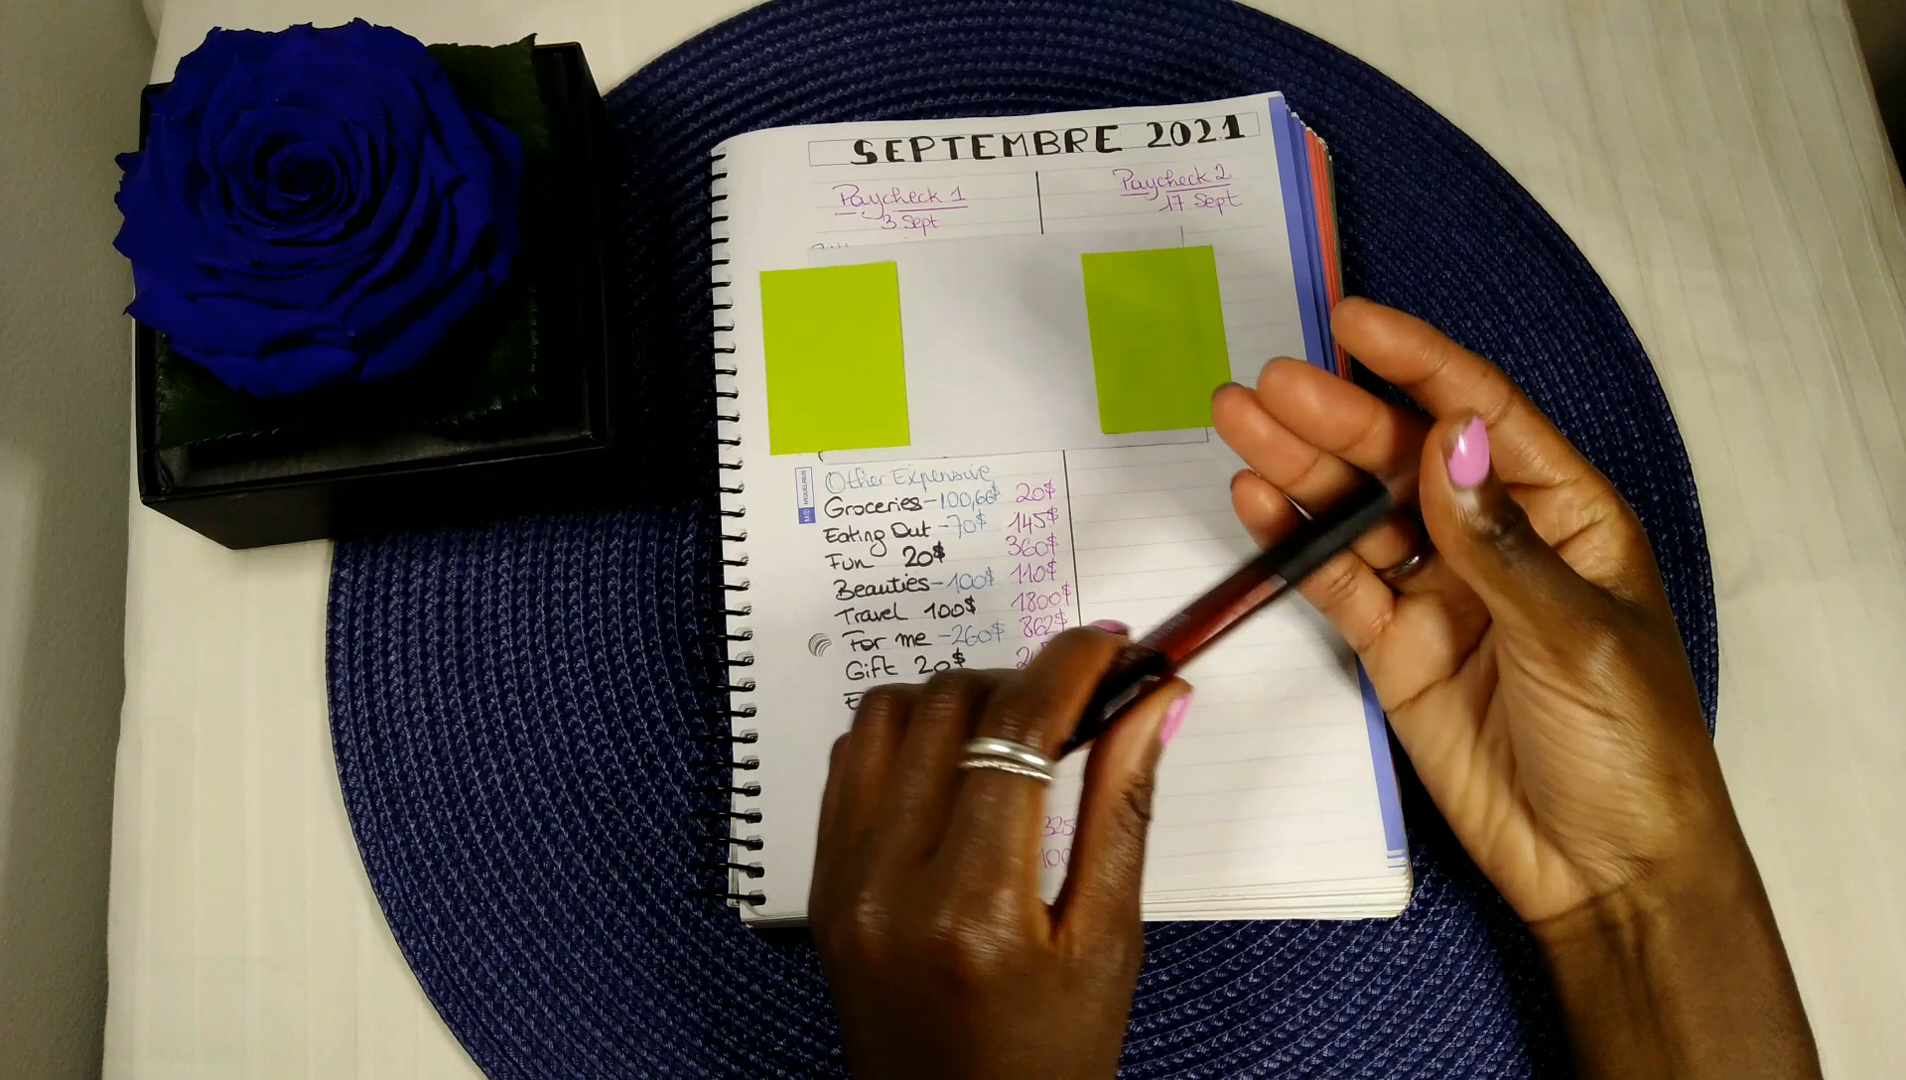 SEPTEMBRE 2021
Paycheck 1
3 Sept
Paycheck 2
17 Sept
Other Expensive
Groceries -100,66$ 20$
Eating Out -70$ 145$
Fun 20$ 360$
Beauties -100$ 110$
Travel 100$ 1800$
For me -260$ 862$
Gift 20$
MIQUELRIUS